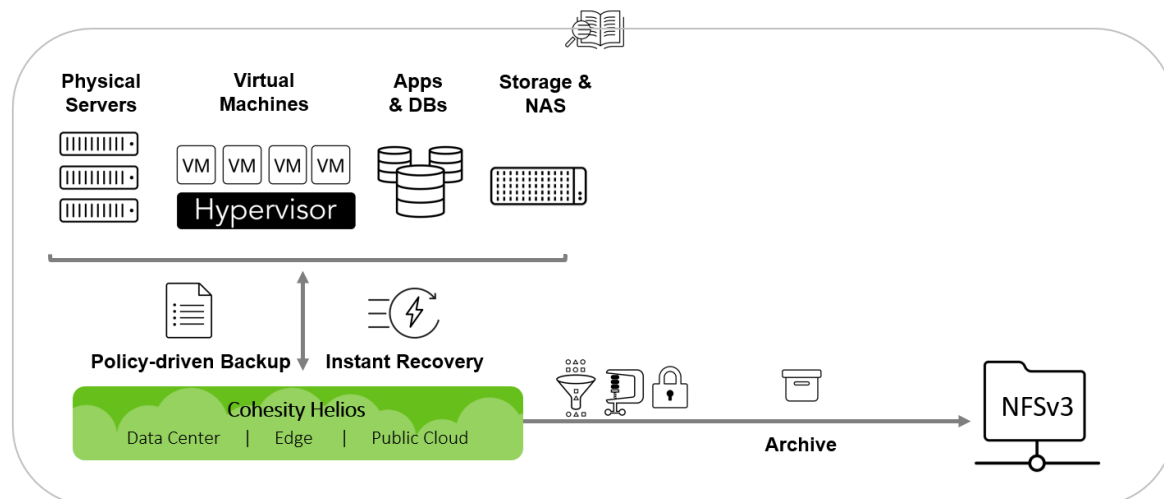 Physical
Servers
Virtual
Machines
Apps
& DBs
Storage &
NAS
VM VM VM VM
Hypervisor
Policy-driven Backup
Instant Recovery
Cohesity Helios
Data Center | Edge | Public Cloud
Archive
NFSv3